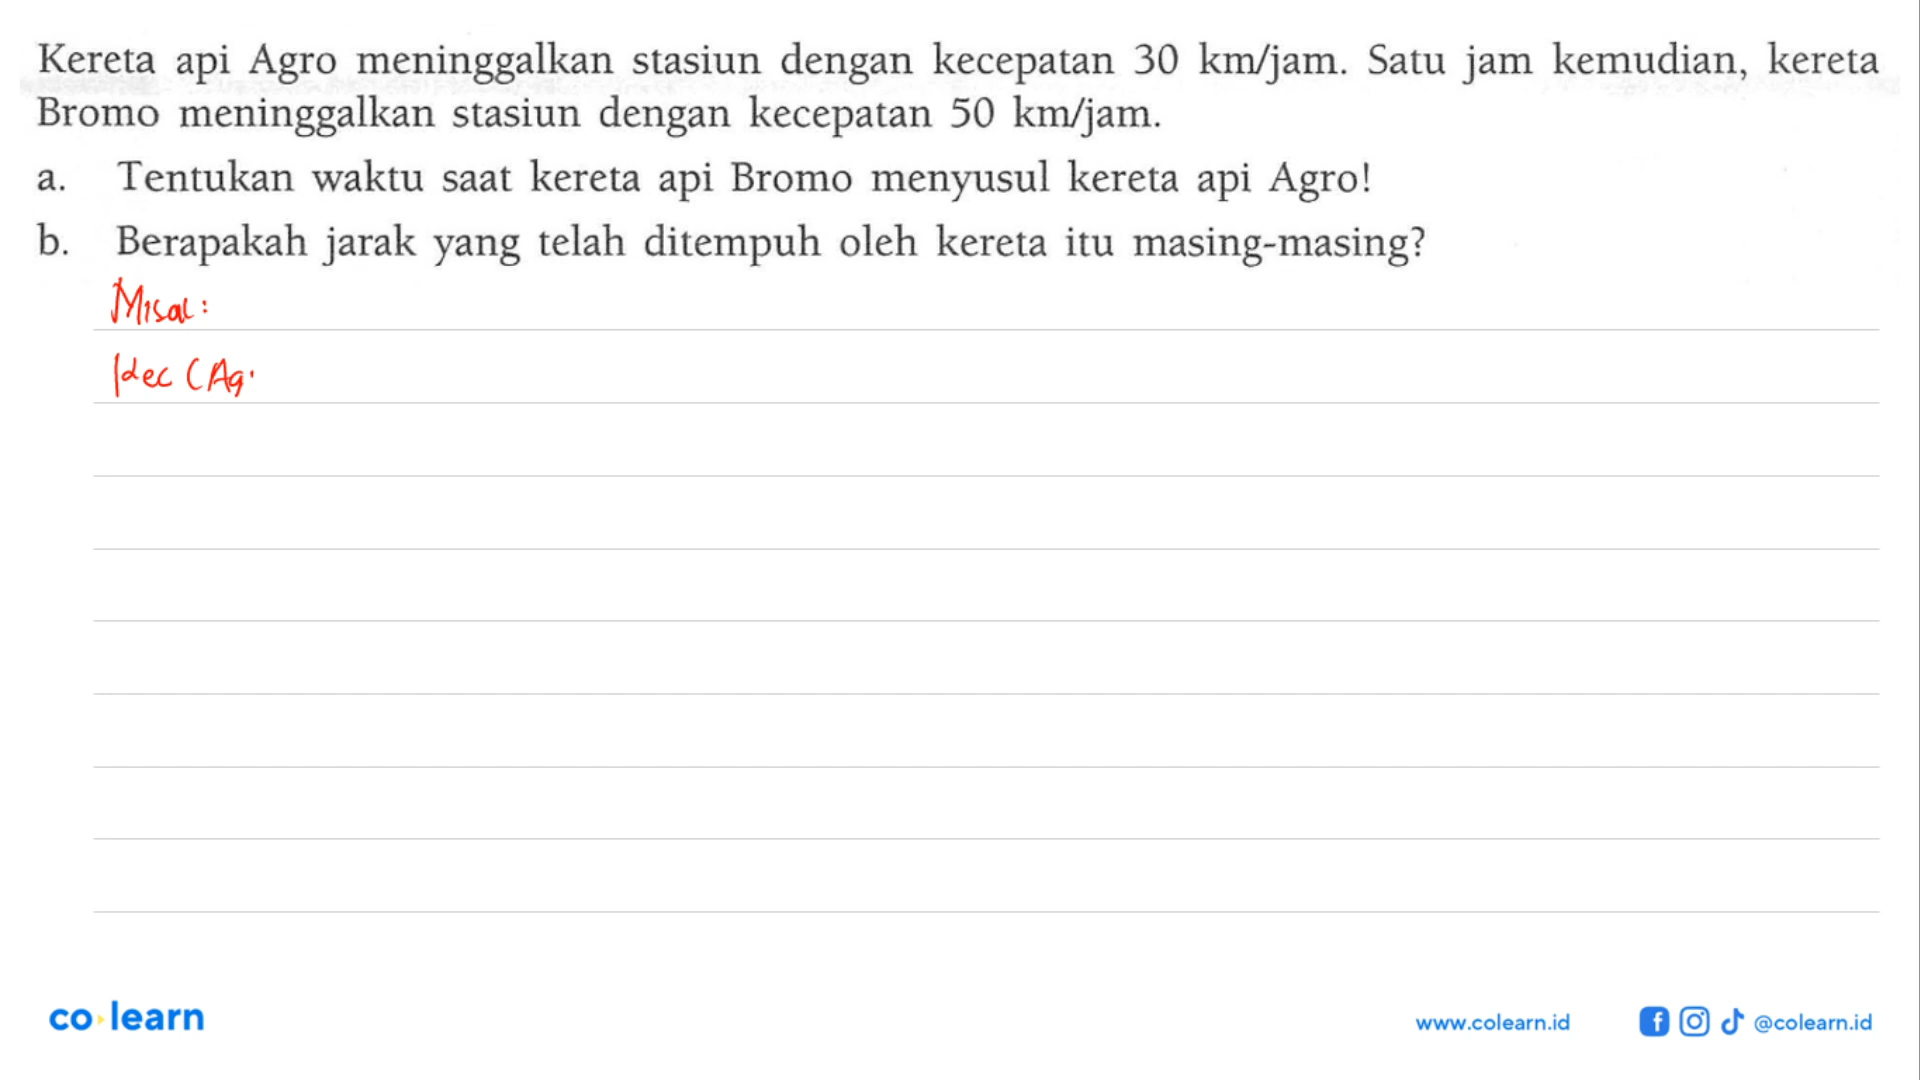 Kereta api Agro meninggalkan stasiun dengan kecepatan 30 km/jam. Satu jam kemudian, kereta
Bromo meninggalkan stasiun dengan kecepatan 50 km/jam.
a. Tentukan waktu saat kereta api Bromo menyusul kereta api Agro!
b. Berapakah jarak yang telah ditempuh oleh kereta itu masing-masing?
Misal:
Kec (Ag
co learn
www.colearn.id @colearn.id